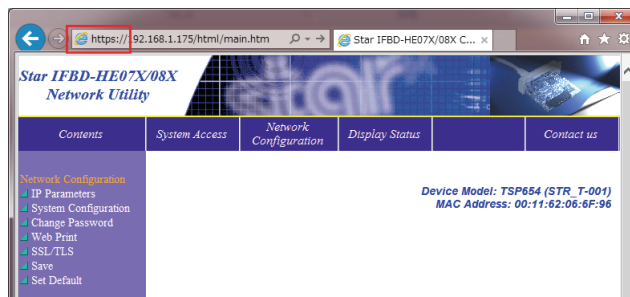 https://192.168.1.175/html/main.htm
Star IFBD-HE07X/08X C...
Star IFBD-HE07X/08X
Network Utility
star
Contents
System Access
Network
Configuration
Display Status
Contact us
Network Configuration
IP Parameters
System Configuration
Change Password
Web Print
SSL/TLS
Save
Set Default
Device Model: TSP654 (STR_T-001)
MAC Address: 00:11:62:06:6F:96